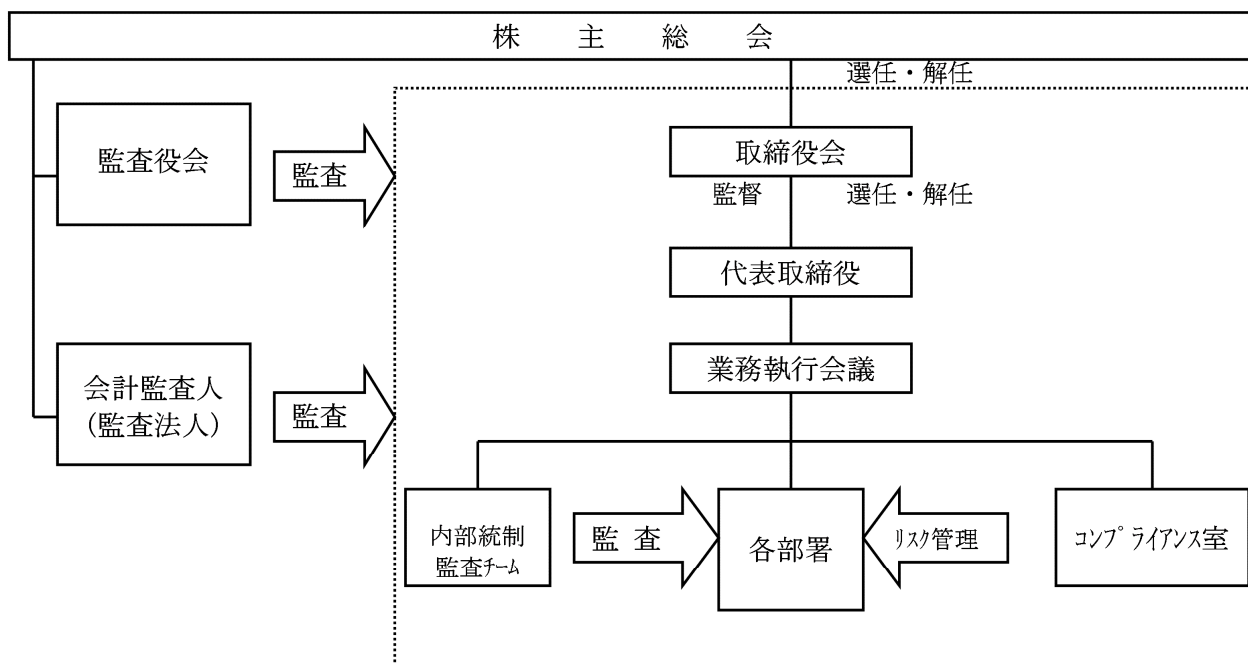 株　主　総　会
選任・解任
監査役会
監査
取締役会
監督
選任・解任
代表取締役
会計監査人
(監査法人)
監査
業務執行会議
内部統制
監査ﾁｰﾑ
監 査
各部署
ﾘｽｸ管理
ｺﾝﾌﾟﾗｲｱﾝｽ室